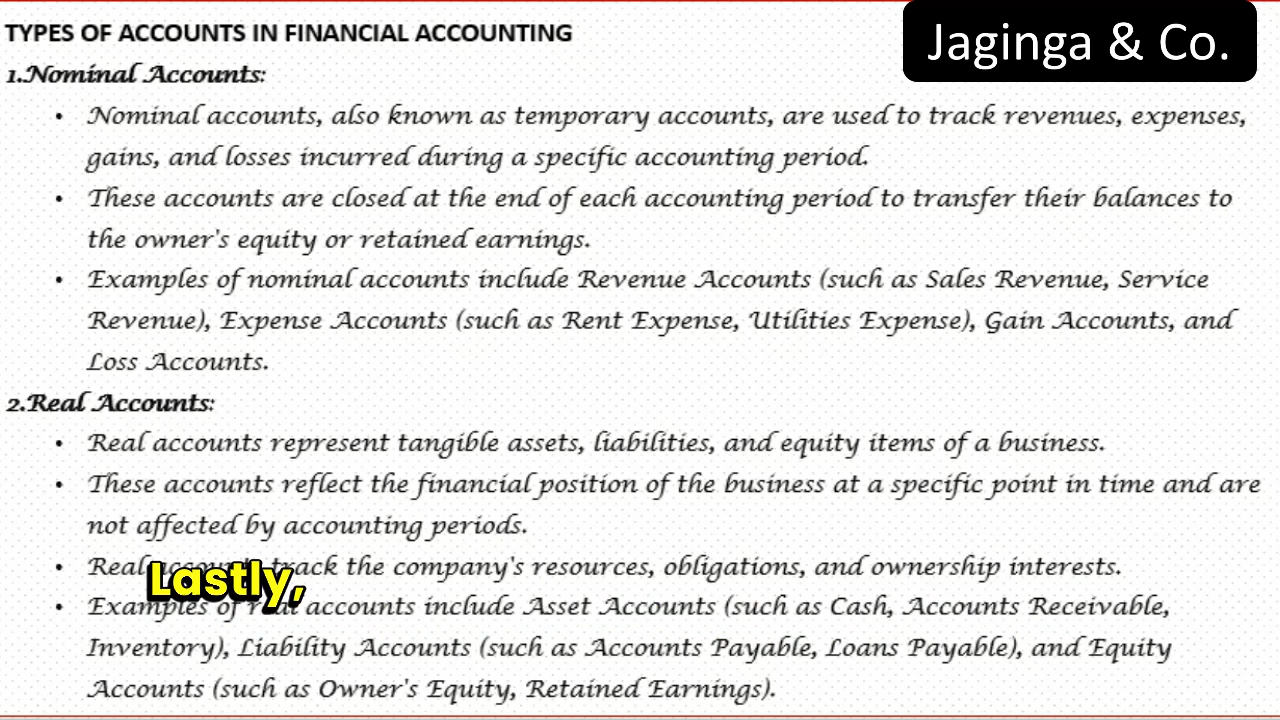 TYPES OF ACCOUNTS IN FINANCIAL ACCOUNTING
Jaginga & Co.
1.Nominal Accounts:
• Nominal accounts, also known as temporary accounts, are used to track revenues, expenses,
gains, and losses incurred during a specific accounting period.
• These accounts are closed at the end of each accounting period to transfer their balances to
the owner's equity or retained earnings.
• Examples of nominal accounts include Revenue Accounts (such as Sales Revenue, Service
Revenue), Expense Accounts (such as Rent Expense, Utilities Expense), Gain Accounts, and
Loss Accounts.
2.Real Accounts:
• Real accounts represent tangible assets, liabilities, and equity items of a business.
• These accounts reflect the financial position of the business at a specific point in time and are
not affected by accounting periods.
• Real accounts track the company's resources, obligations, and ownership interests.
Lastly,
• Examples of real accounts include Asset Accounts (such as Cash, Accounts Receivable,
Inventory), Liability Accounts (such as Accounts Payable, Loans Payable), and Equity
Accounts (such as Owner's Equity, Retained Earnings).